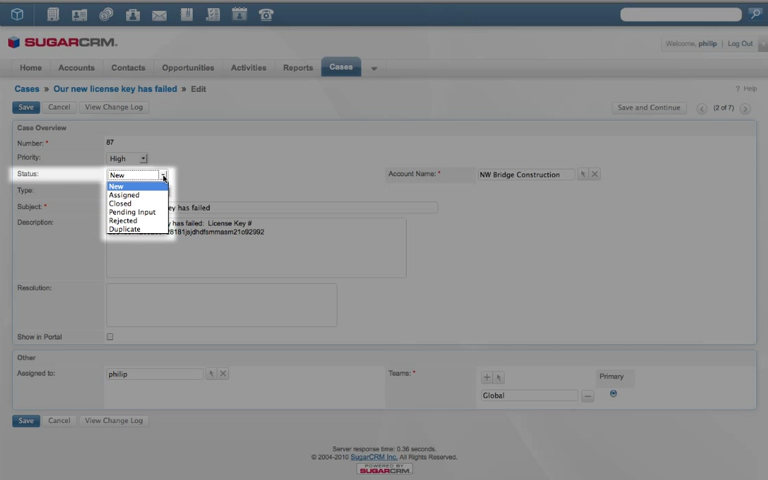 SUGARCRM.
Welcome, philip | Log Out
Home Accounts Contacts Opportunities Activities Reports Cases
Cases » Our new license key has failed » Edit
? Help
Save Cancel View Change Log Save and Continue (2 of 7)
Case Overview
Number: * 87
Priority: High
Status: New Account Name: * NW Bridge Construction
New
Type:
Assigned
Closed
Subject: * key has failed
Pending Input
Rejected
Description: has failed: License Key #
Duplicate
Resolution:
Show in Portal
Other
Assigned to: philip Teams: * Primary
Global
Save Cancel View Change Log
Server response time: 0.36 seconds.
© 2004-2010 SugarCRM Inc. All Rights Reserved.
POWERED BY
SUGARCRM